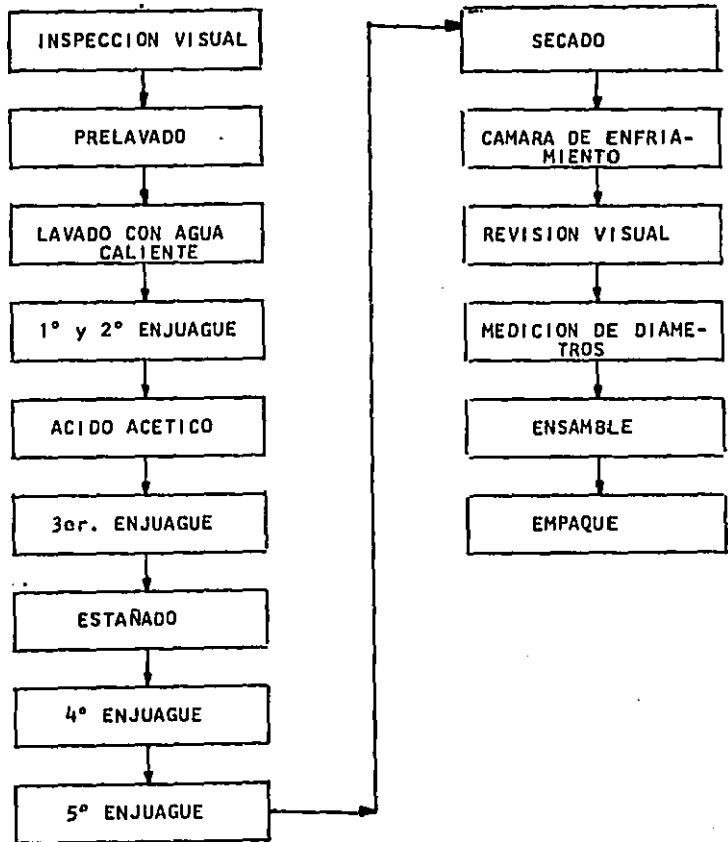 INSPECCION VISUAL
PRELAVADO
LAVADO CON AGUA
CALIENTE
1° y 2° ENJUAGUE
ACIDO ACETICO
3er. ENJUAGUE
ESTAÑADO
4° ENJUAGUE
5° ENJUAGUE
SECADO
CAMARA DE ENFRIA-
MIENTO
REVISION VISUAL
MEDICION DE DIAME-
TROS
ENSAMBLE
EMPAQUE